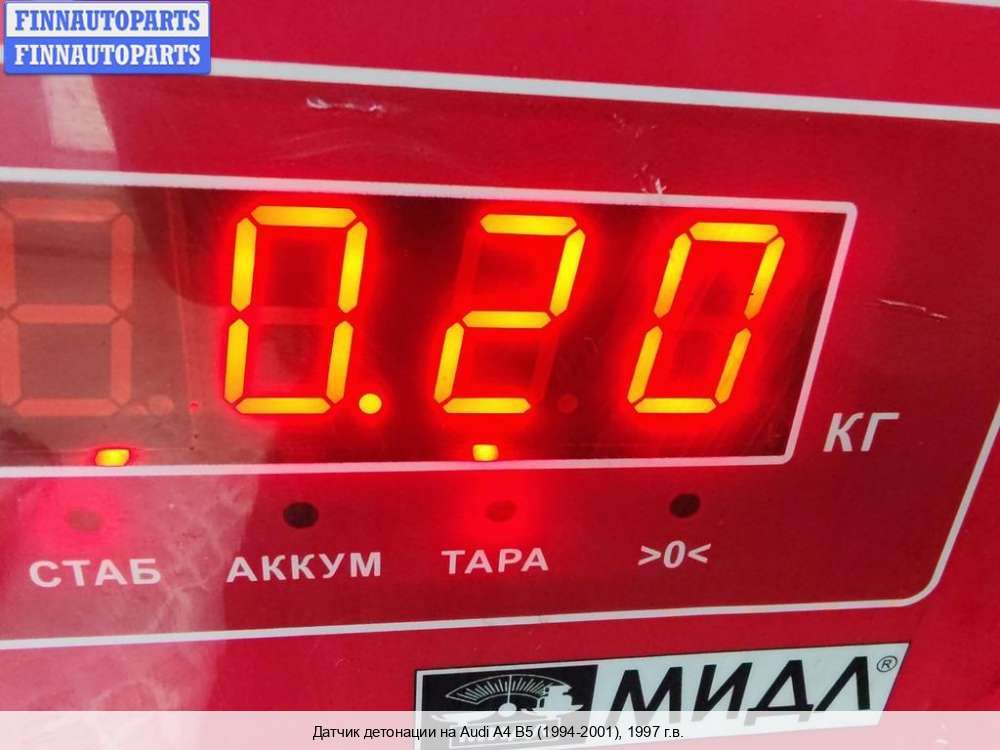 FINNAUTOPARTS
FINNAUTOPARTS
0.20
КГ
СТАБ АККУМ ТАРА >0<
МИДЛ®
Датчик детонации на Audi A4 B5 (1994-2001), 1997 г.в.